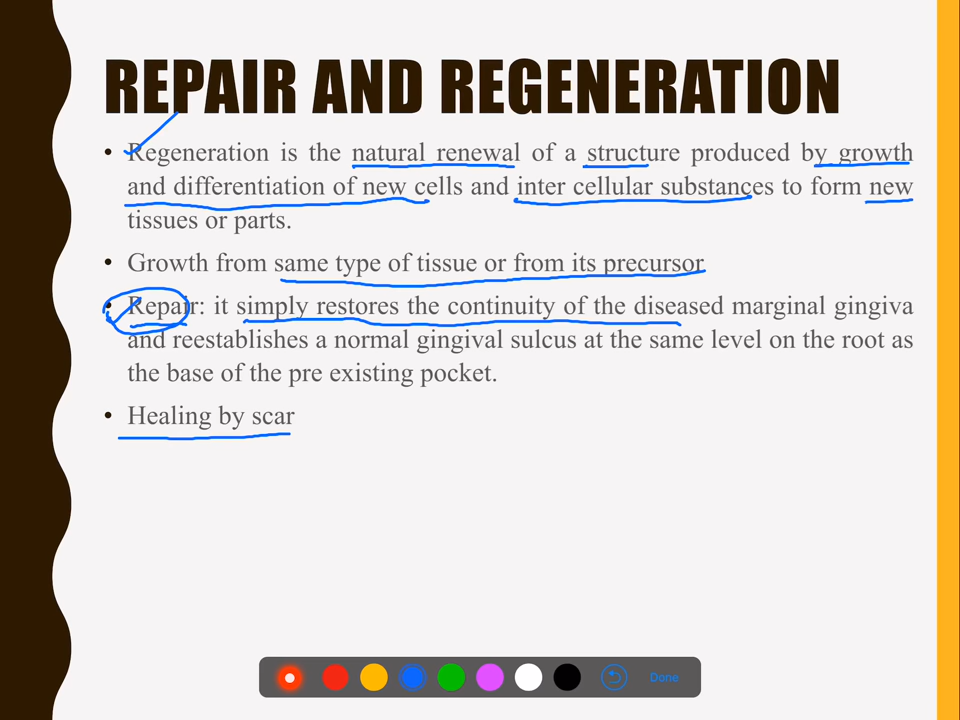 REPAIR AND REGENERATION
• Regeneration is the natural renewal of a structure produced by growth
and differentiation of new cells and inter cellular substances to form new
tissues or parts.
• Growth from same type of tissue or from its precursor
• Repair: it simply restores the continuity of the diseased marginal gingiva
and reestablishes a normal gingival sulcus at the same level on the root as
the base of the pre existing pocket.
• Healing by scar
Done